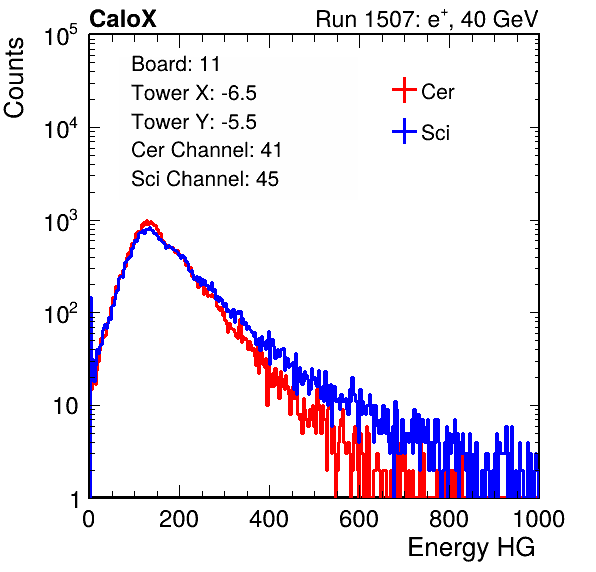 CaloX Run 1507: e⁺, 40 GeV
Counts
10⁵
10⁴
10³
10²
10
1
Board: 11
Tower X: -6.5
Tower Y: -5.5
Cer Channel: 41
Sci Channel: 45
Cer
Sci
0 200 400 600 800 1000
Energy HG